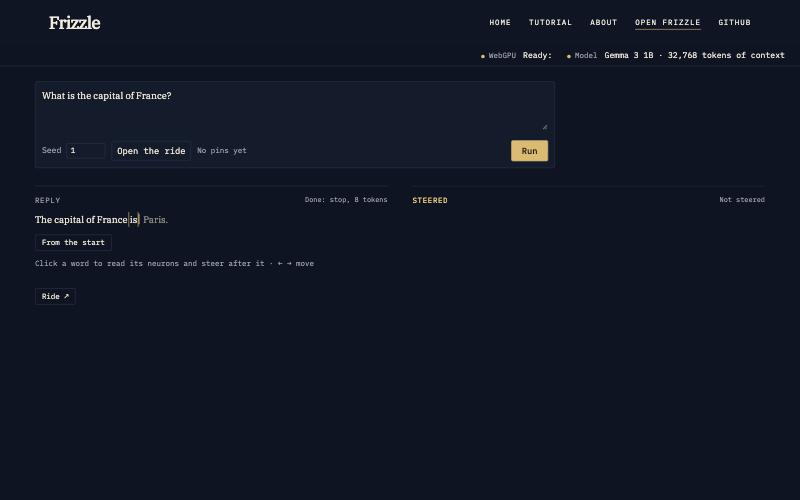 Frizzle
HOME TUTORIAL ABOUT OPEN FRIZZLE GITHUB
WebGPU Ready: Model Gemma 3 1B · 32,768 tokens of context
What is the capital of France?
Seed 1 Open the ride No pins yet Run
REPLY Done: stop, 8 tokens
STEERED Not steered
The capital of France is Paris.
From the start
Click a word to read its neurons and steer after it · ← → move
Ride ↗